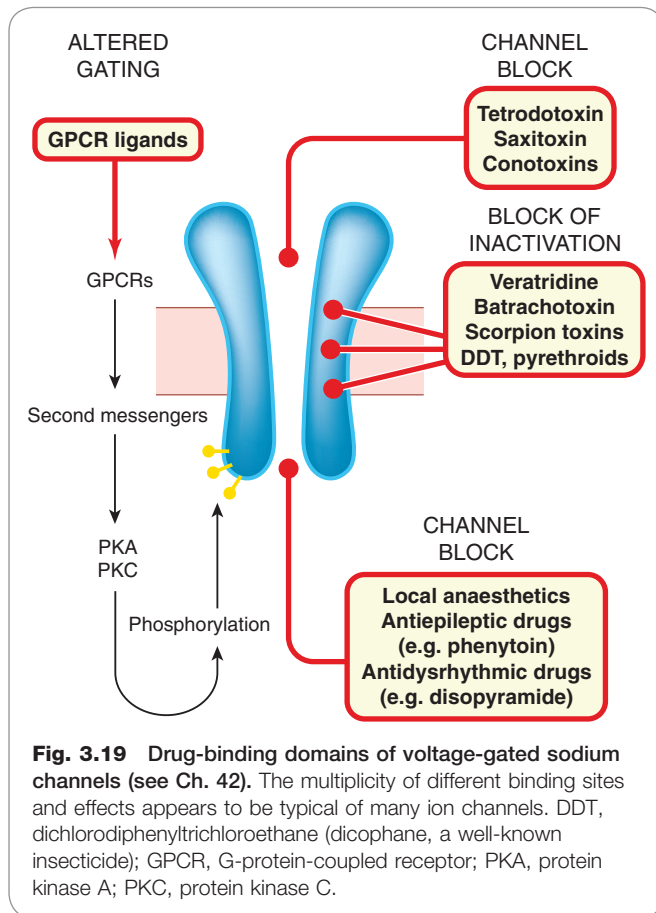 ALTERED
GATING
GPCR ligands
GPCRs
Second messengers
PKA
PKC
Phosphorylation
CHANNEL
BLOCK
Tetrodotoxin
Saxitoxin
Conotoxins
BLOCK OF
INACTIVATION
Veratridine
Batrachotoxin
Scorpion toxins
DDT, pyrethroids
CHANNEL
BLOCK
Local anaesthetics
Antiepileptic drugs
(e.g. phenytoin)
Antidysrhythmic drugs
(e.g. disopyramide)
Fig. 3.19 Drug-binding domains of voltage-gated sodium
channels (see Ch. 42). The multiplicity of different binding sites
and effects appears to be typical of many ion channels. DDT,
dichlorodiphenyltrichloroethane (dicophane, a well-known
insecticide); GPCR, G-protein-coupled receptor; PKA, protein
kinase A; PKC, protein kinase C.